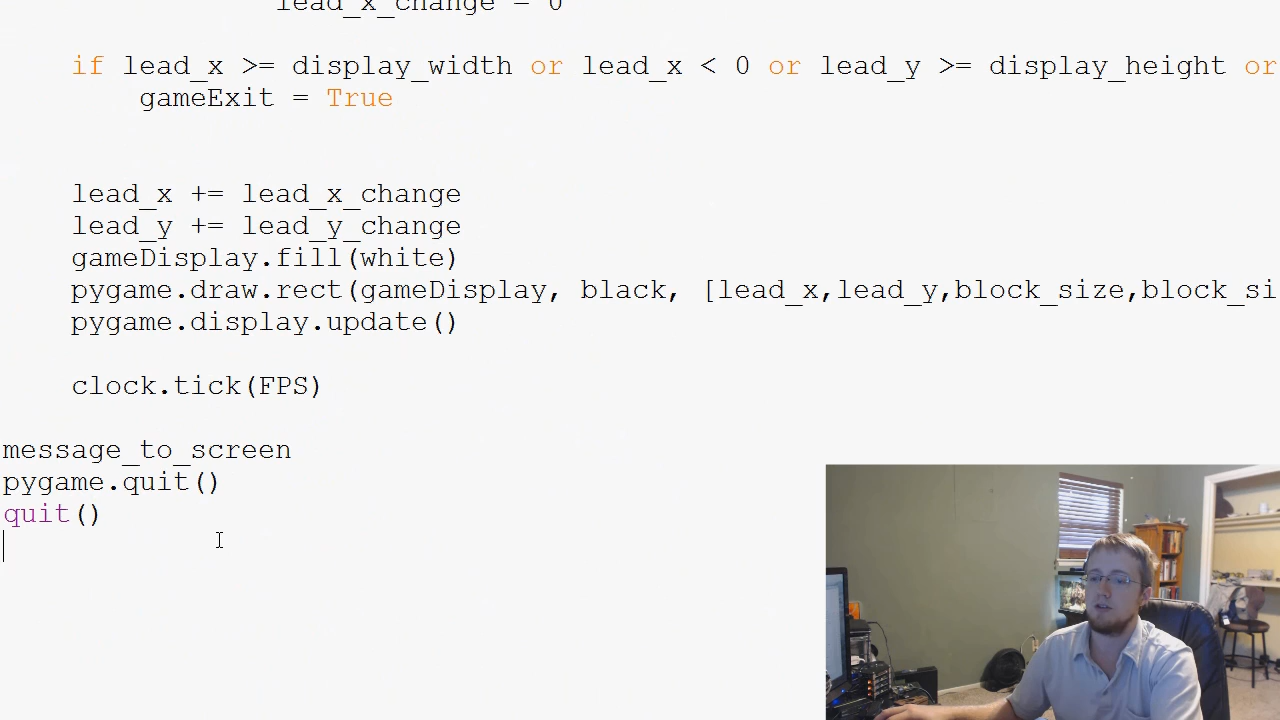 lead_x_change = 0
if lead_x >= display_width or lead_x < 0 or lead_y >= display_height or
gameExit = True
lead_x += lead_x_change
lead_y += lead_y_change
gameDisplay.fill(white)
pygame.draw.rect(gameDisplay, black, [lead_x,lead_y,block_size,block_si
pygame.display.update()
clock.tick(FPS)
message_to_screen
pygame.quit()
quit()